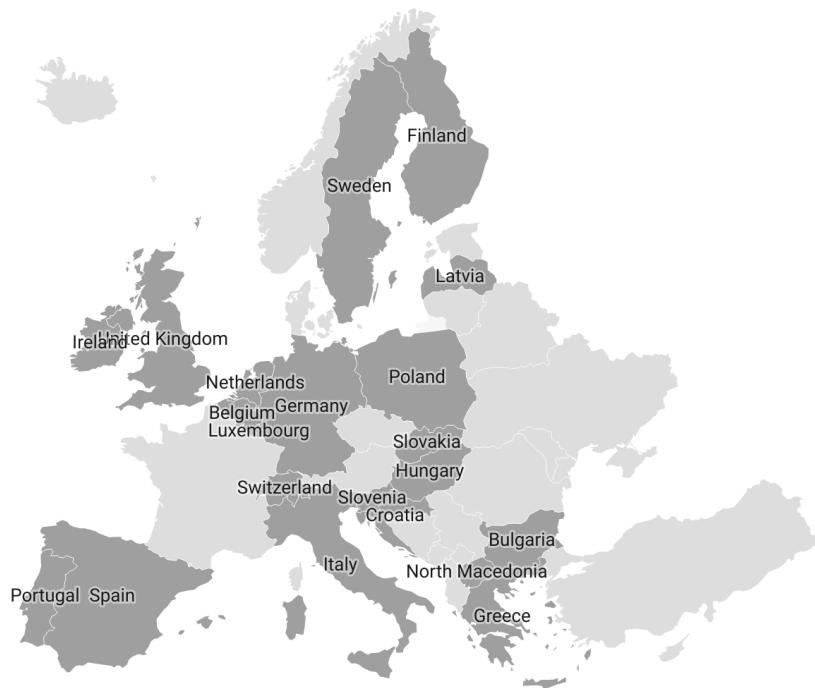 Finland
Sweden
Latvia
Ireland
United Kingdom
Poland
Netherlands
Germany
Belgium
Luxembourg
Slovakia
Hungary
Switzerland
Slovenia
Croatia
Bulgaria
Italy
North Macedonia
Portugal
Spain
Greece